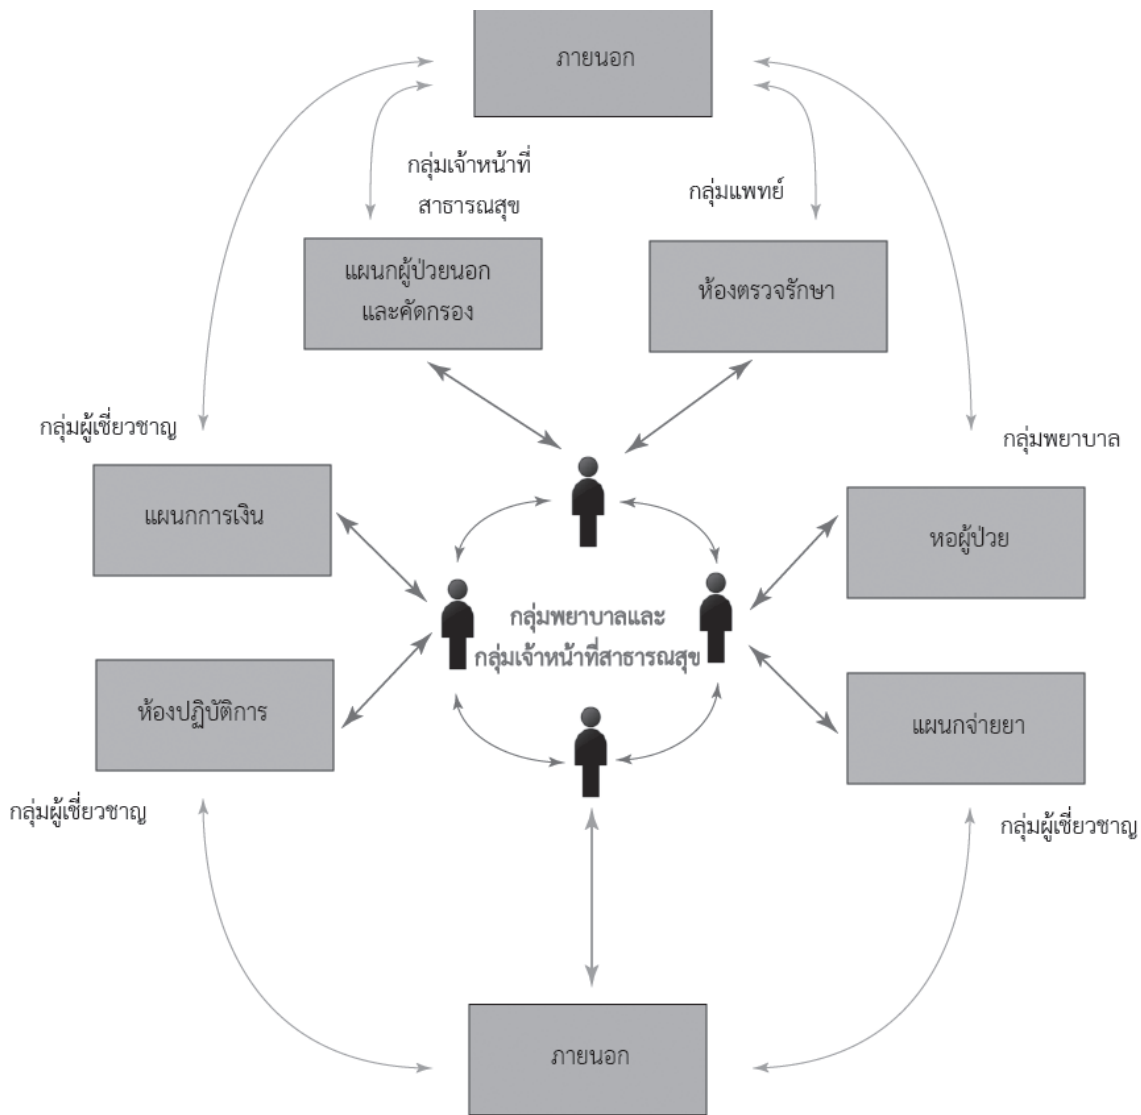 ภายนอก
กลุ่มเจ้าหน้าที่
สาธารณสุข
กลุ่มแพทย์
แผนกผู้ป่วยนอก
และคัดกรอง
ห้องตรวจรักษา
กลุ่มผู้เชี่ยวชาญ
กลุ่มพยาบาล
แผนกการเงิน
หอผู้ป่วย
กลุ่มพยาบาลและ
กลุ่มเจ้าหน้าที่สาธารณสุข
ห้องปฏิบัติการ
แผนกจ่ายยา
กลุ่มผู้เชี่ยวชาญ
กลุ่มผู้เชี่ยวชาญ
ภายนอก